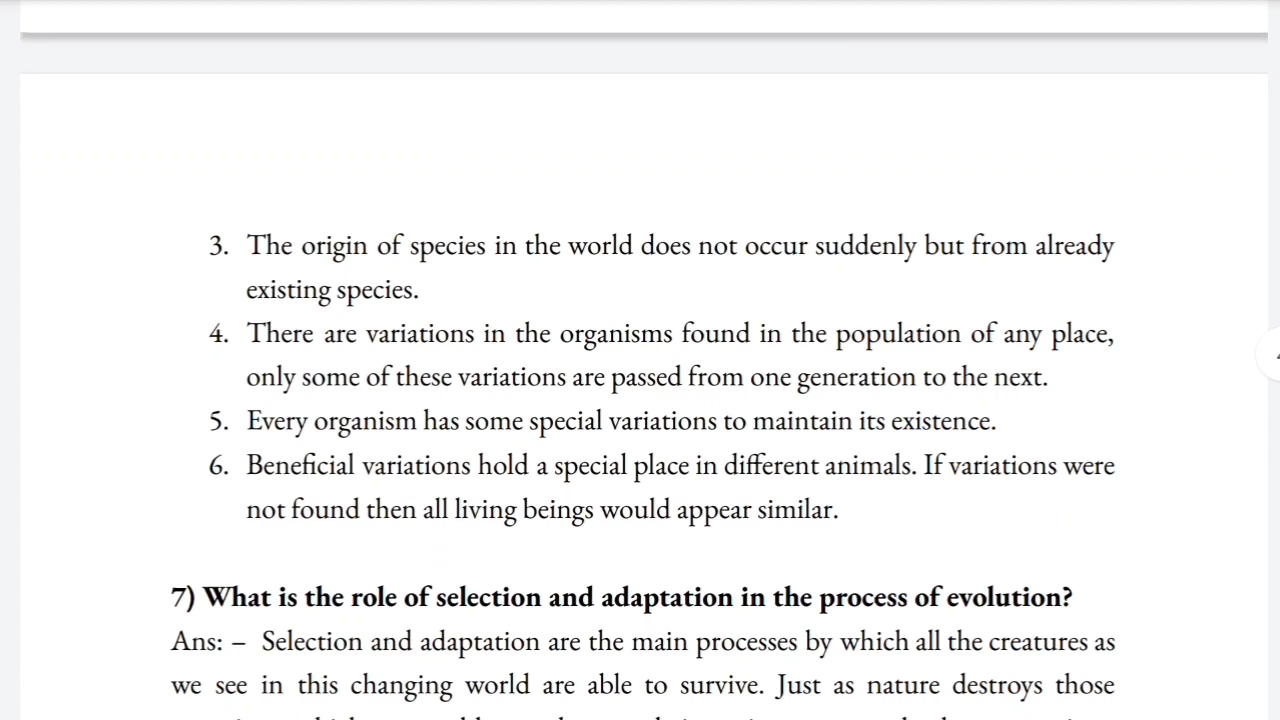 3. The origin of species in the world does not occur suddenly but from already
existing species.
4. There are variations in the organisms found in the population of any place,
only some of these variations are passed from one generation to the next.
5. Every organism has some special variations to maintain its existence.
6. Beneficial variations hold a special place in different animals. If variations were
not found then all living beings would appear similar.
7) What is the role of selection and adaptation in the process of evolution?
Ans: – Selection and adaptation are the main processes by which all the creatures as
we see in this changing world are able to survive. Just as nature destroys those